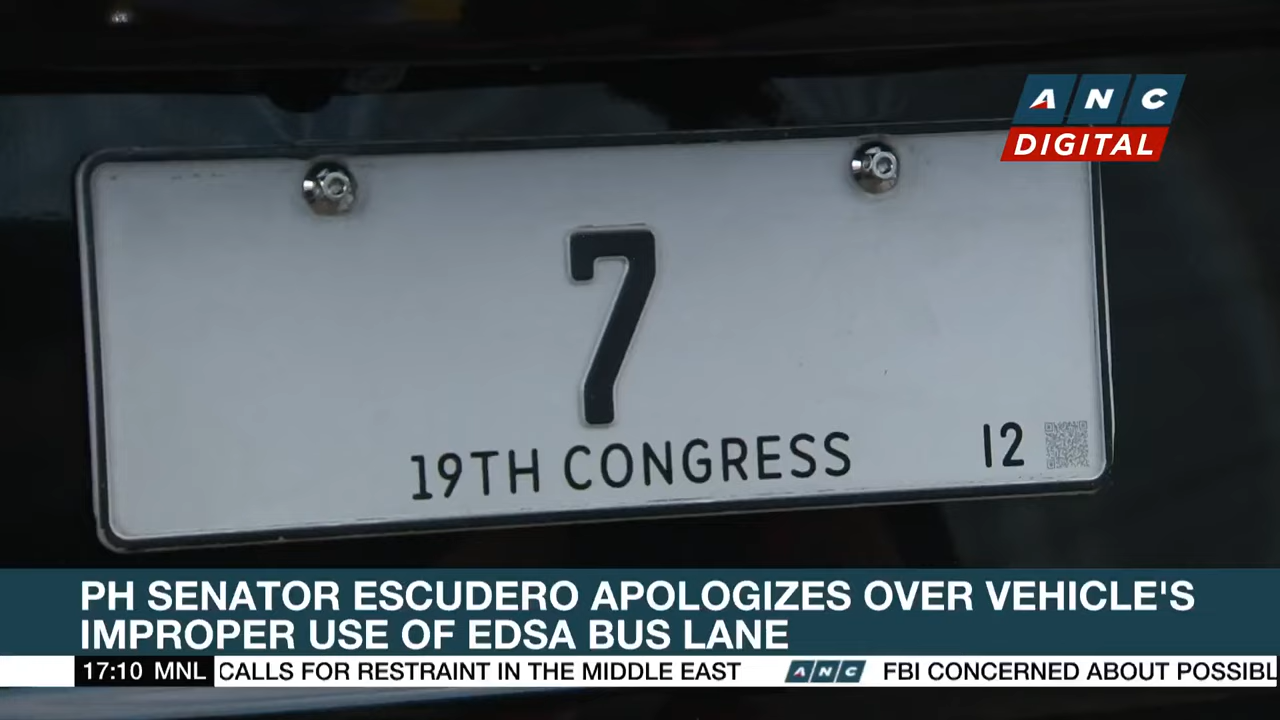 ANC
DIGITAL
7
19TH CONGRESS
12
PH SENATOR ESCUDERO APOLOGIZES OVER VEHICLE'S
IMPROPER USE OF EDSA BUS LANE
17:10 MNL CALLS FOR RESTRAINT IN THE MIDDLE EAST ANC FBI CONCERNED ABOUT POSSIBL